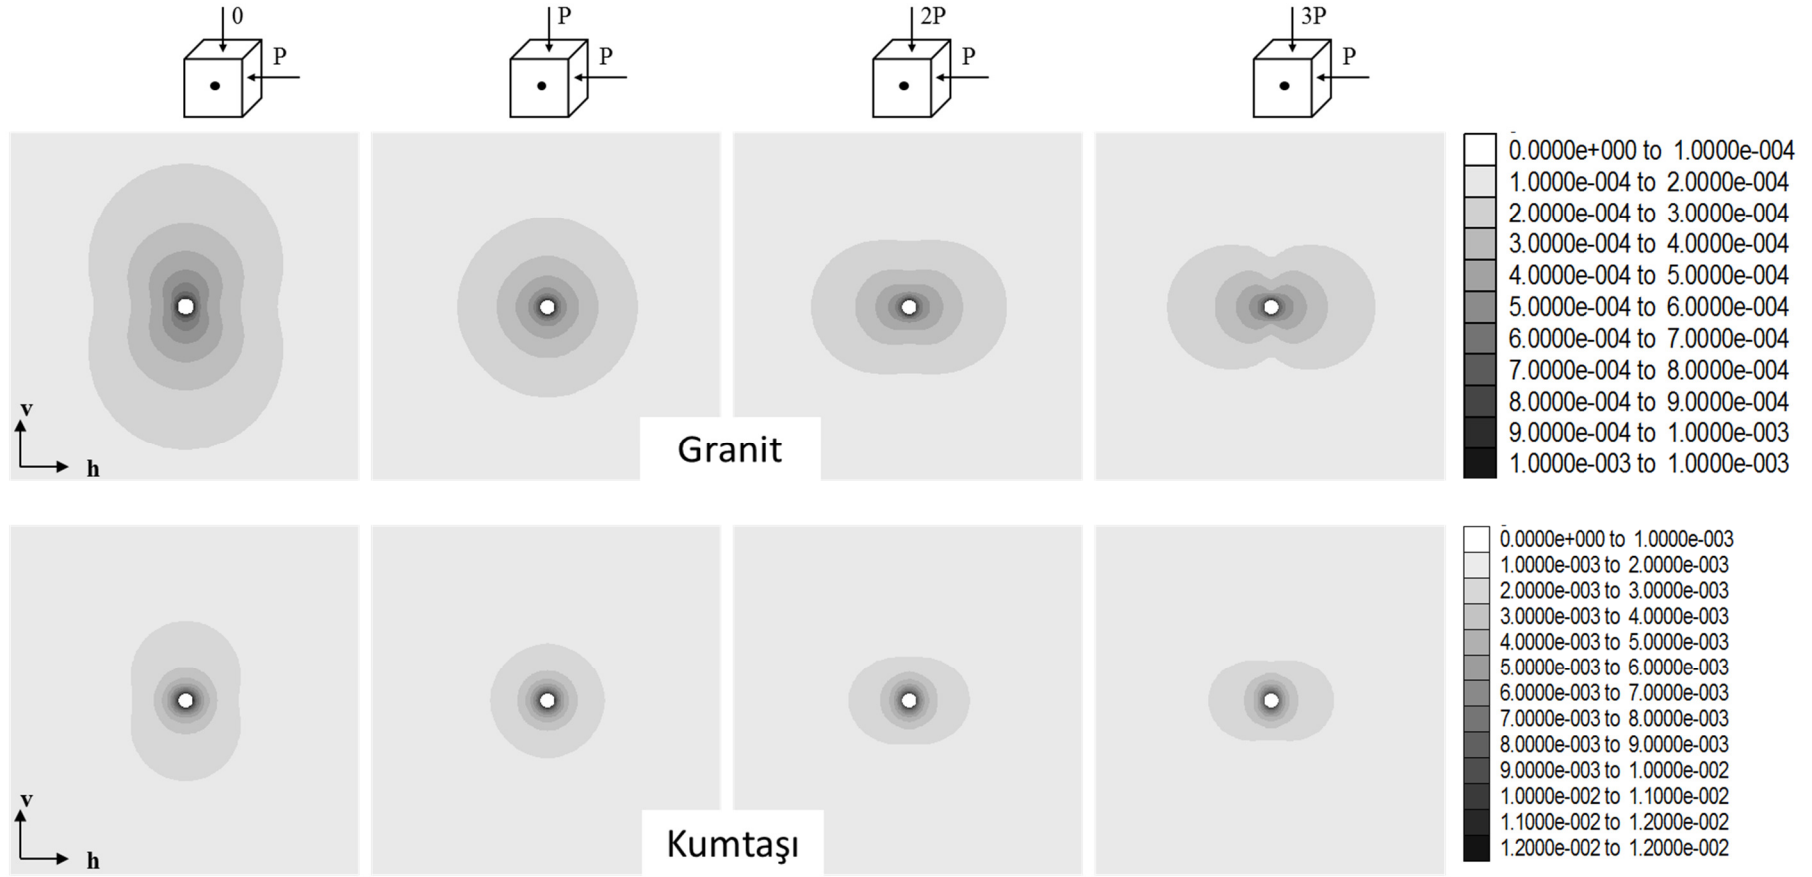 0
P
P
P
2P
P
3P
P
v
h
Granit
0.0000e+000 to 1.0000e-004
1.0000e-004 to 2.0000e-004
2.0000e-004 to 3.0000e-004
3.0000e-004 to 4.0000e-004
4.0000e-004 to 5.0000e-004
5.0000e-004 to 6.0000e-004
6.0000e-004 to 7.0000e-004
7.0000e-004 to 8.0000e-004
8.0000e-004 to 9.0000e-004
9.0000e-004 to 1.0000e-003
1.0000e-003 to 1.0000e-003
v
h
Kumtaşı
0.0000e+000 to 1.0000e-003
1.0000e-003 to 2.0000e-003
2.0000e-003 to 3.0000e-003
3.0000e-003 to 4.0000e-003
4.0000e-003 to 5.0000e-003
5.0000e-003 to 6.0000e-003
6.0000e-003 to 7.0000e-003
7.0000e-003 to 8.0000e-003
8.0000e-003 to 9.0000e-003
9.0000e-003 to 1.0000e-002
1.0000e-002 to 1.1000e-002
1.1000e-002 to 1.2000e-002
1.2000e-002 to 1.2000e-002